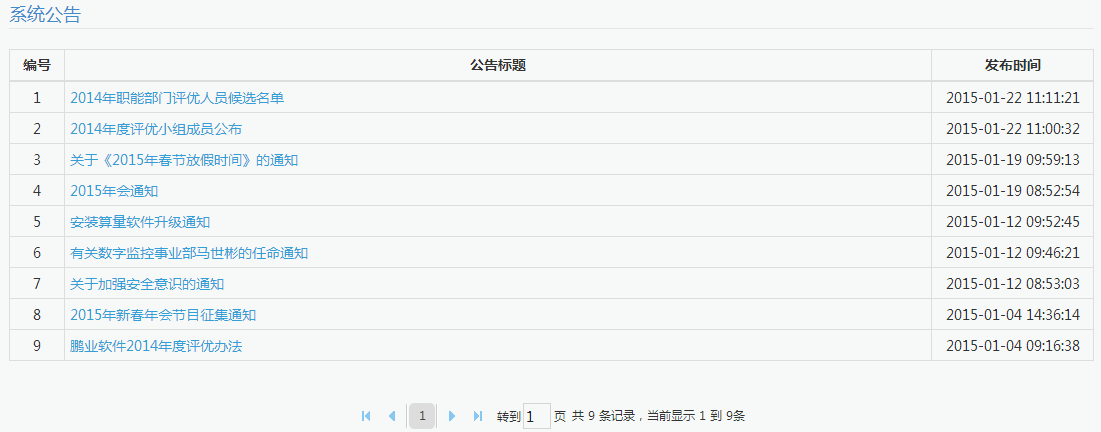 系统公告
编号 公告标题 发布时间
1 2014年职能部门评优人员候选名单 2015-01-22 11:11:21
2 2014年度评优小组成员公布 2015-01-22 11:00:32
3 关于《2015年春节放假时间》的通知 2015-01-19 09:59:13
4 2015年会通知 2015-01-19 08:52:54
5 安装算量软件升级通知 2015-01-12 09:52:45
6 有关数字监控事业部马世彬的任命通知 2015-01-12 09:46:21
7 关于加强安全意识的通知 2015-01-12 08:53:03
8 2015年新春年会节目征集通知 2015-01-04 14:36:14
9 鹏业软件2014年度评优办法 2015-01-04 09:16:38
1 转到 1 页 共 9 条记录，当前显示 1 到 9条